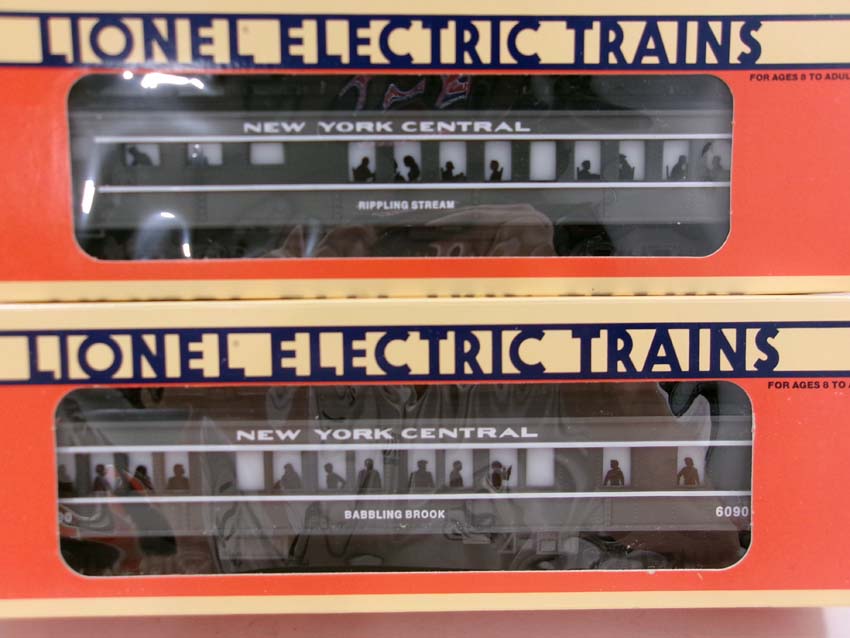 LIONEL ELECTRIC TRAINS
FOR AGES 8 TO ADUL
NEW YORK CENTRAL
RIPPLING STREAM
LIONEL ELECTRIC TRAINS
FOR AGES 8 TO A
NEW YORK CENTRAL
90 BABBLING BROOK 6090